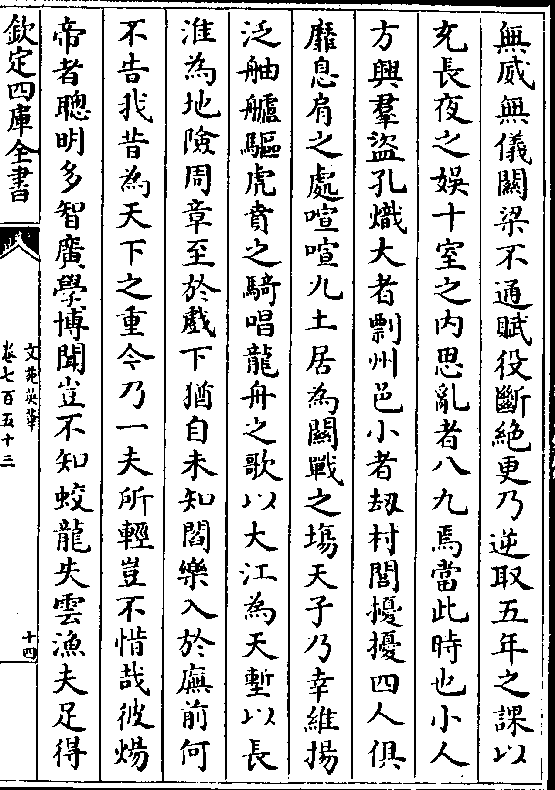 無威無儀闗梁不通賦役斷絶更乃逆取五年之課以
充長夜之娱十室之内思亂者八九焉當此時也小人
方興羣盜孔熾大者剽州邑小者刼村閭擾擾四人俱
靡息肩之處喧喧九土居為闘戰之塲天子乃幸維揚
泛舳艫驅虎賁之騎唱龍舟之歌以大江為天塹以長
淮為地險周章至於戲下猶自未知閻樂入於廡前何
不告我昔為天下之重今乃一夫所輕豈不惜哉彼煬
帝者聰明多智廣學博聞豈不知蛟龍失雲漁夫足得
欽定四庫全書
文苑英華
卷七百五十三
十四